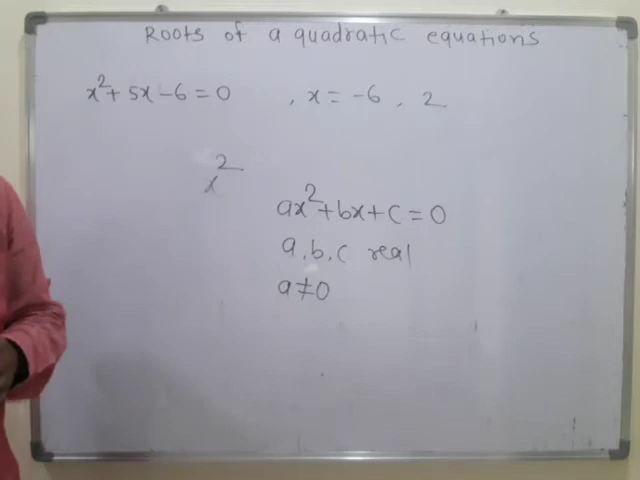 Roots of a quadratic equations
x² + 5x - 6 = 0 , x = -6 , 2
x²
ax² + bx + c = 0
a, b, c real
a ≠ 0